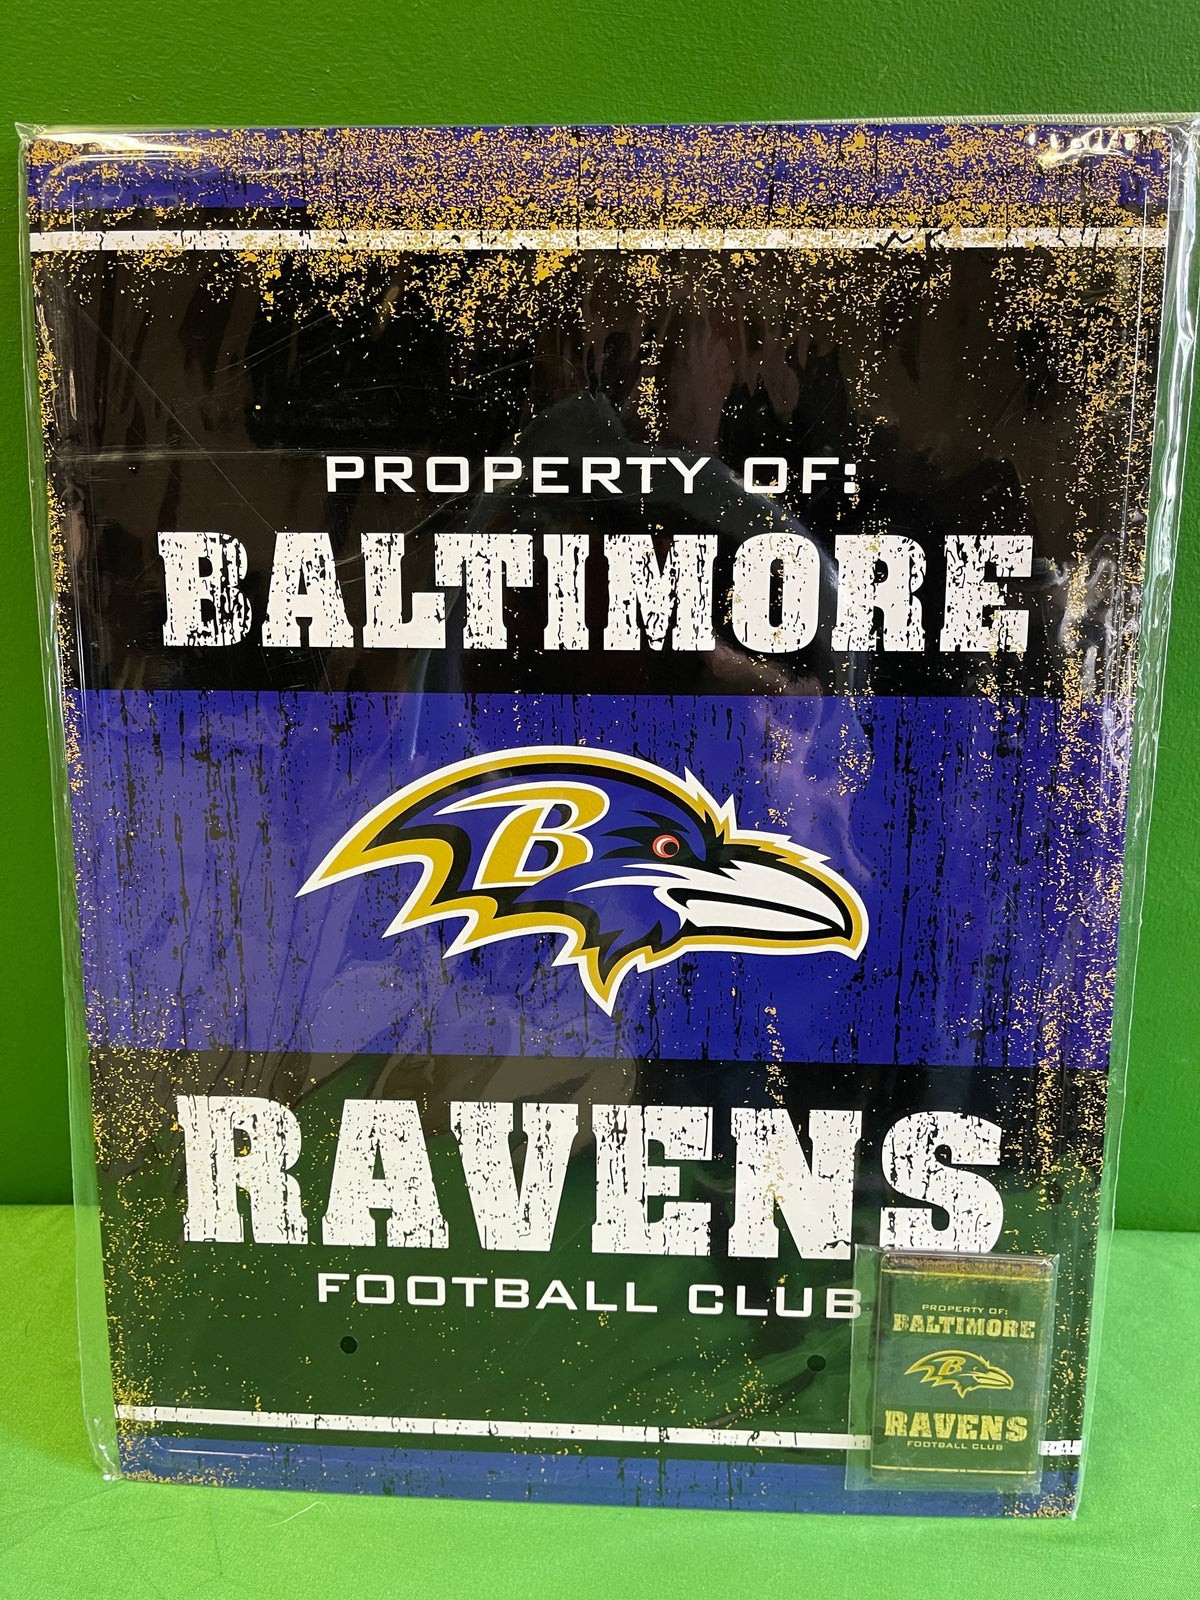 PROPERTY OF:
BALTIMORE
B
RAVENS
FOOTBALL CLUB
PROPERTY OF:
BALTIMORE
B
RAVENS
FOOTBALL CLUB